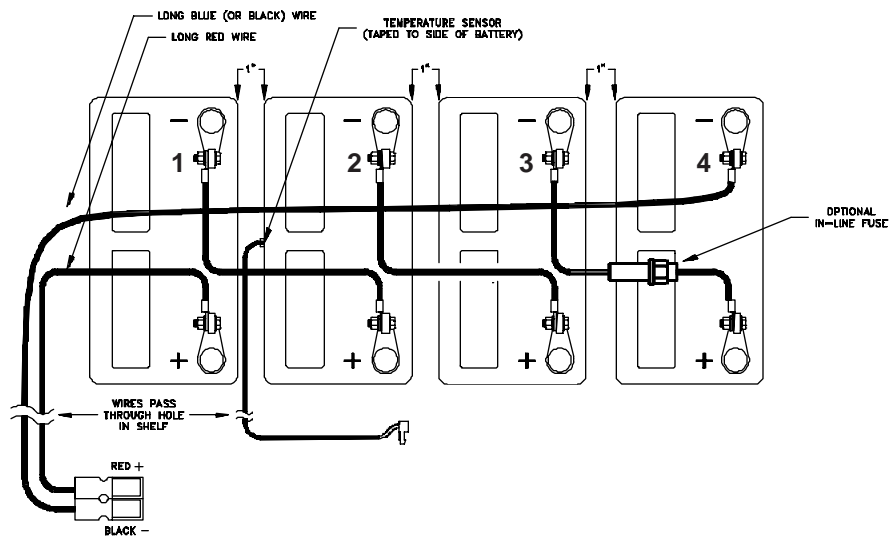 LONG BLUE (OR BLACK) WIRE
LONG RED WIRE
TEMPERATURE SENSOR
(TAPED TO SIDE OF BATTERY)
1" 1" 1"
− − − −
1 2 3 4
OPTIONAL
IN-LINE FUSE
+ + + +
WIRES PASS
THROUGH HOLE
IN SHELF
RED +
BLACK −